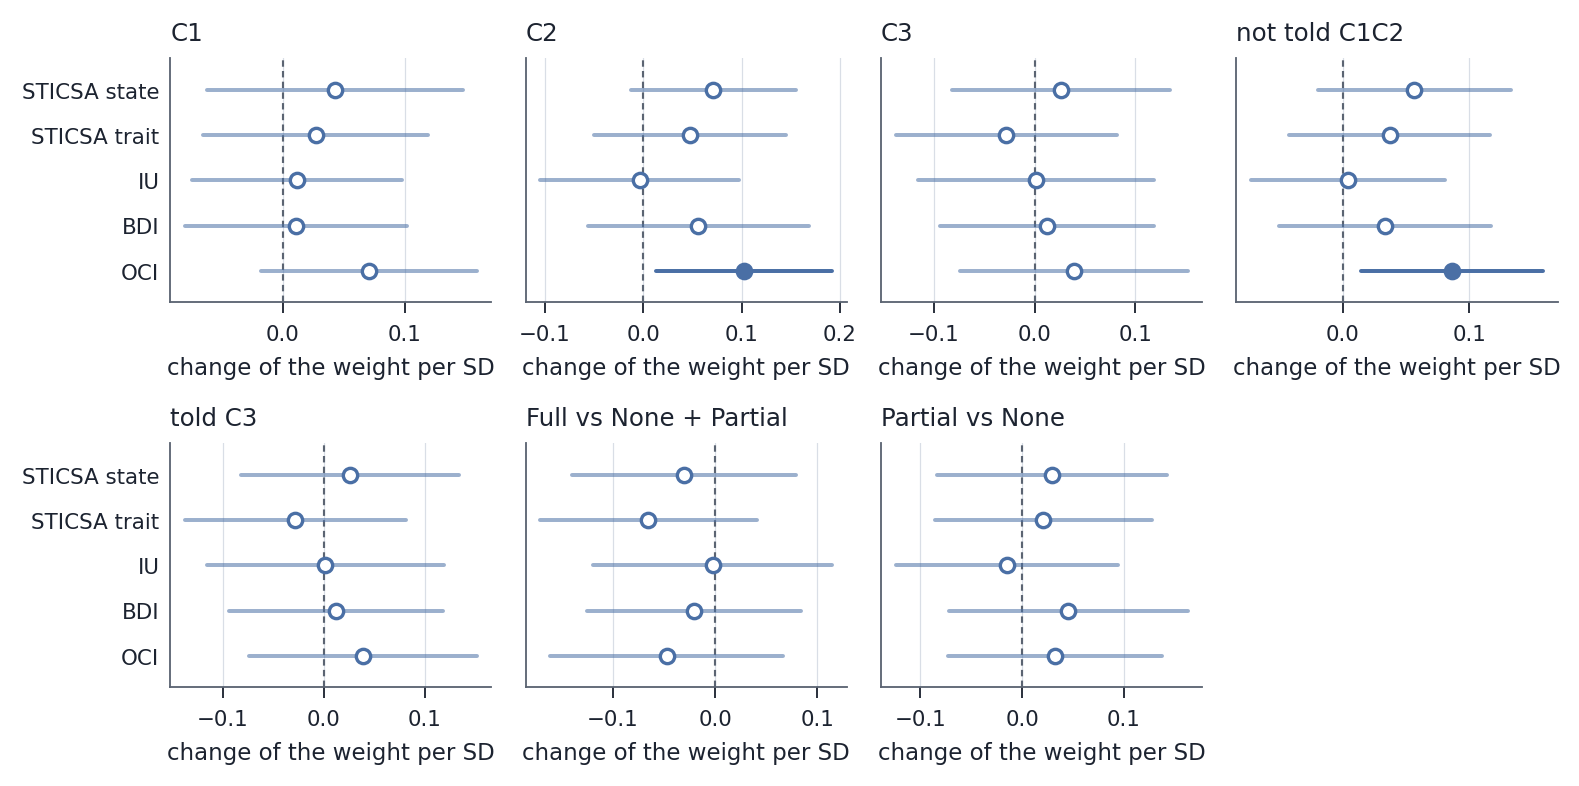 C1
C2
C3
not told C1C2
STICSA state
STICSA trait
IU
BDI
OCI
0.0 0.1
−0.1 0.0 0.1 0.2
−0.1 0.0 0.1
0.0 0.1
change of the weight per SD
change of the weight per SD
change of the weight per SD
change of the weight per SD
told C3
Full vs None + Partial
Partial vs None
STICSA state
STICSA trait
IU
BDI
OCI
−0.1 0.0 0.1
−0.1 0.0 0.1
−0.1 0.0 0.1
change of the weight per SD
change of the weight per SD
change of the weight per SD